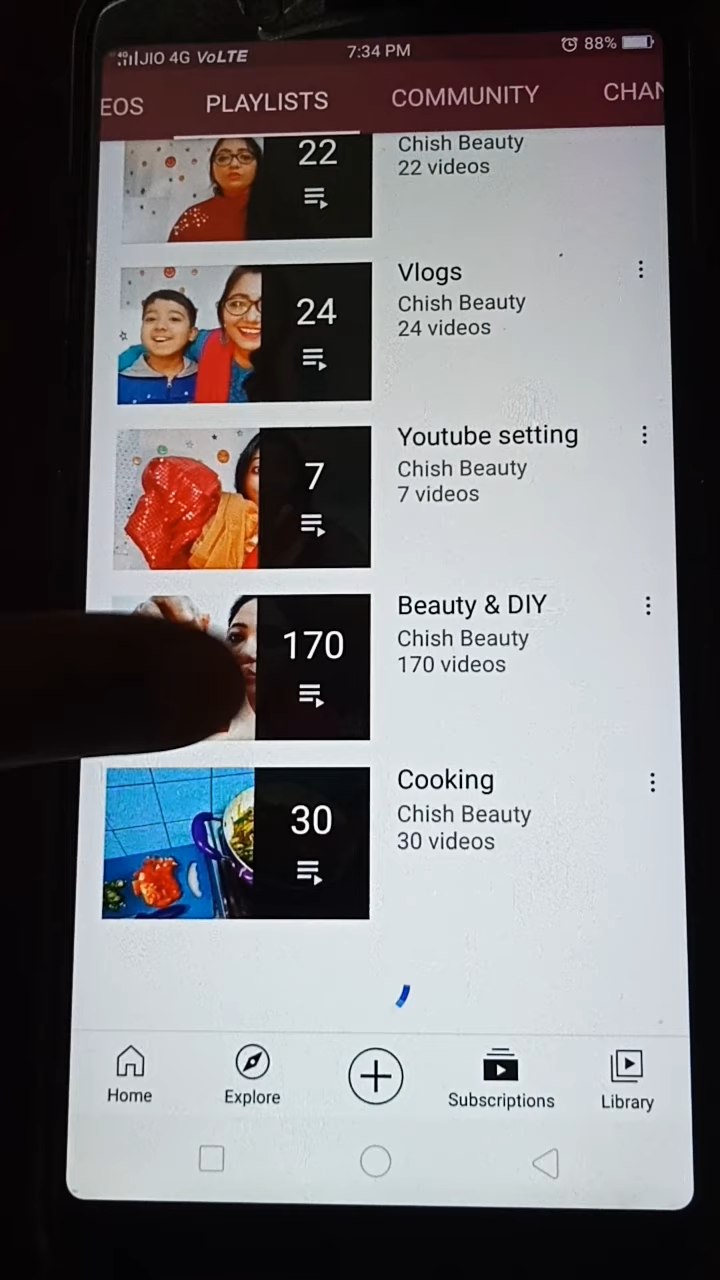 4G JIO 4G VoLTE 7:34 PM 88%
EOS PLAYLISTS COMMUNITY CHAN
22
Chish Beauty
22 videos
24
Vlogs
Chish Beauty
24 videos
7
Youtube setting
Chish Beauty
7 videos
170
Beauty & DIY
Chish Beauty
170 videos
30
Cooking
Chish Beauty
30 videos
Home Explore Subscriptions Library